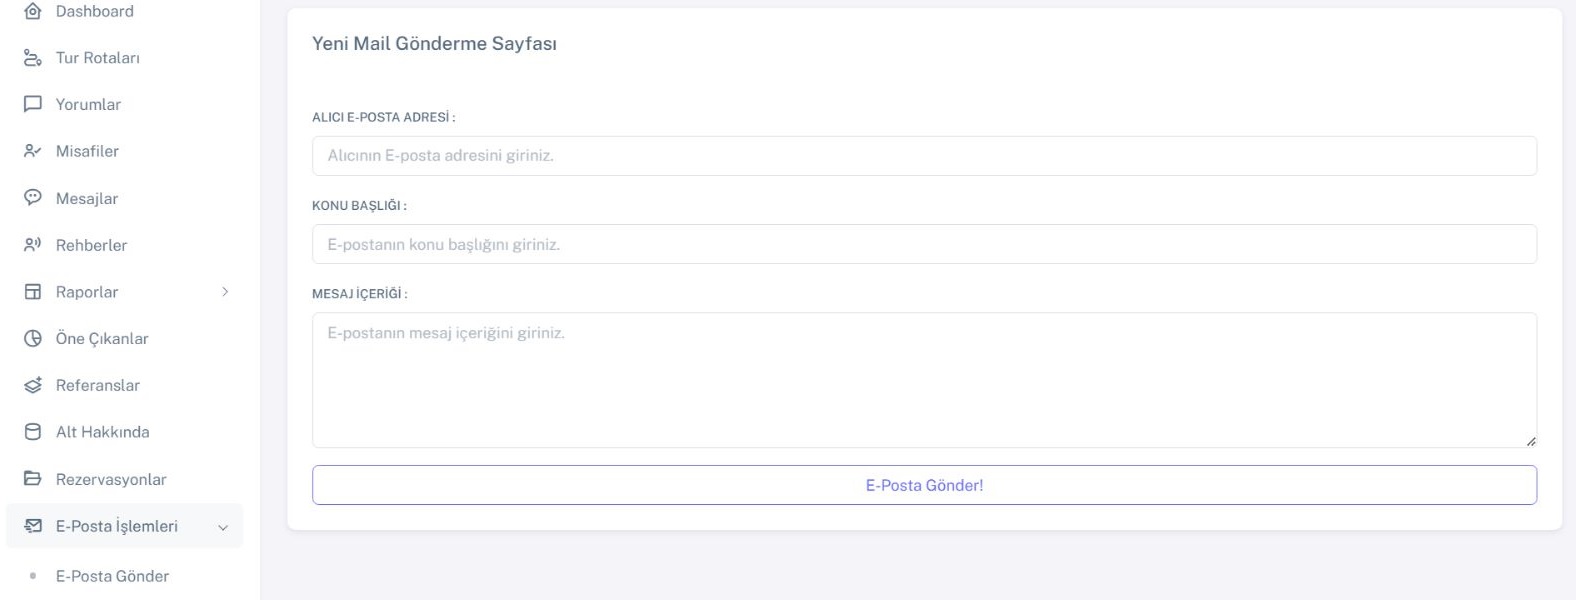 Dashboard
Tur Rotaları
Yorumlar
Misafiler
Mesajlar
Rehberler
Raporlar
Öne Çıkanlar
Referanslar
Alt Hakkında
Rezervasyonlar
E-Posta İşlemleri
E-Posta Gönder
Yeni Mail Gönderme Sayfası
ALICI E-POSTA ADRESİ :
Alıcının E-posta adresini giriniz.
KONU BAŞLIĞI :
E-postanın konu başlığını giriniz.
MESAJ İÇERİĞİ :
E-postanın mesaj içeriğini giriniz.
E-Posta Gönder!